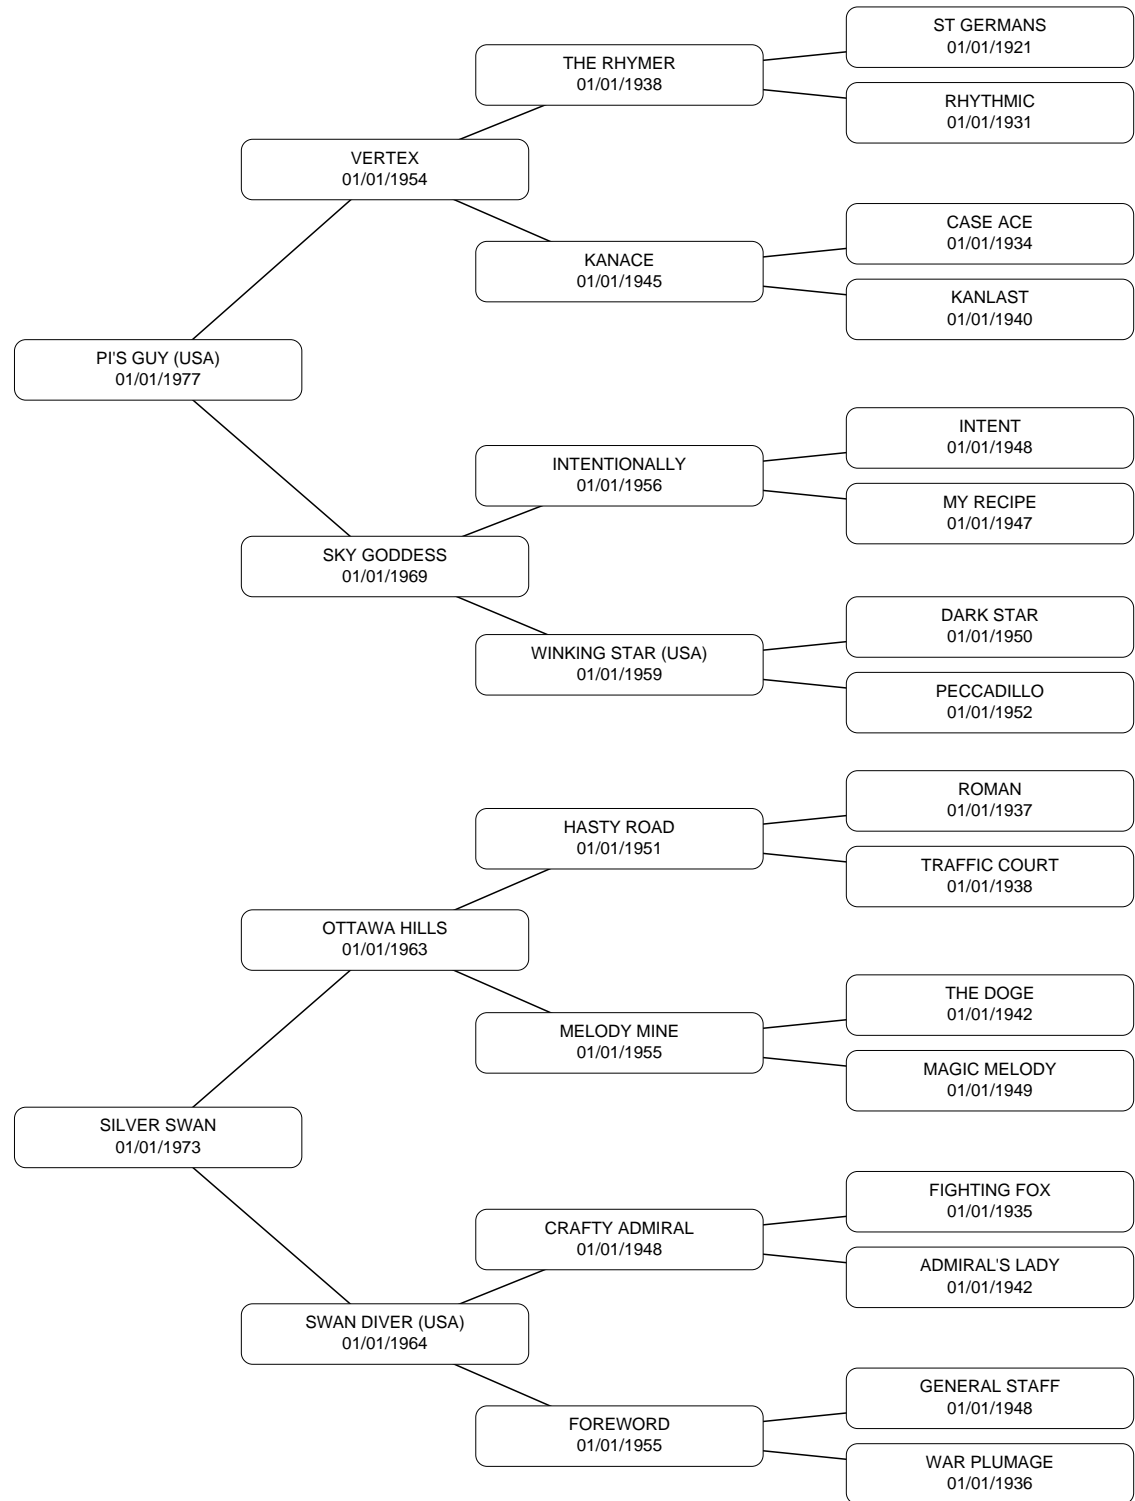 ST GERMANS
01/01/1921
THE RHYMER
01/01/1938
RHYTHMIC
01/01/1931
VERTEX
01/01/1954
CASE ACE
01/01/1934
KANACE
01/01/1945
KANLAST
01/01/1940
PI'S GUY (USA)
01/01/1977
INTENT
01/01/1948
INTENTIONALLY
01/01/1956
MY RECIPE
01/01/1947
SKY GODDESS
01/01/1969
DARK STAR
01/01/1950
WINKING STAR (USA)
01/01/1959
PECCADILLO
01/01/1952
ROMAN
01/01/1937
HASTY ROAD
01/01/1951
TRAFFIC COURT
01/01/1938
OTTAWA HILLS
01/01/1963
THE DOGE
01/01/1942
MELODY MINE
01/01/1955
MAGIC MELODY
01/01/1949
SILVER SWAN
01/01/1973
FIGHTING FOX
01/01/1935
CRAFTY ADMIRAL
01/01/1948
ADMIRAL'S LADY
01/01/1942
SWAN DIVER (USA)
01/01/1964
GENERAL STAFF
01/01/1948
FOREWORD
01/01/1955
WAR PLUMAGE
01/01/1936